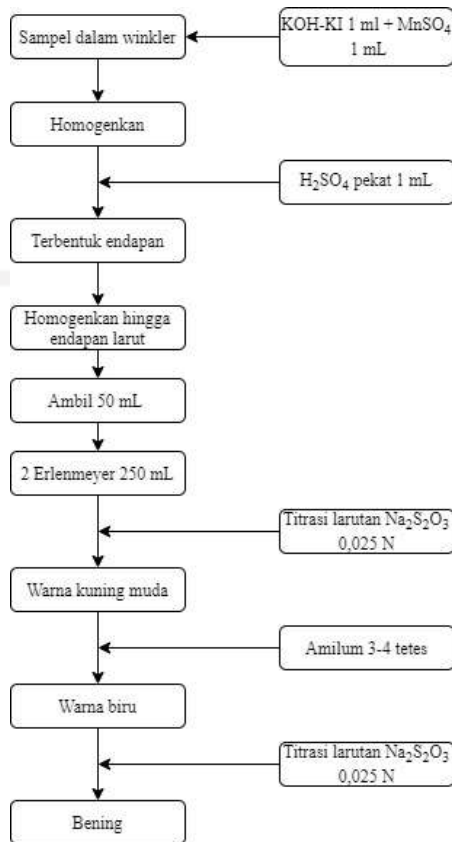 Sampel dalam winkler
KOH-KI 1 ml + MnSO₄
1 mL
Homogenkan
H₂SO₄ pekat 1 mL
Terbentuk endapan
Homogenkan hingga
endapan larut
Ambil 50 mL
2 Erlenmeyer 250 mL
Titrasi larutan Na₂S₂O₃
0,025 N
Warna kuning muda
Amilum 3-4 tetes
Warna biru
Titrasi larutan Na₂S₂O₃
0,025 N
Bening